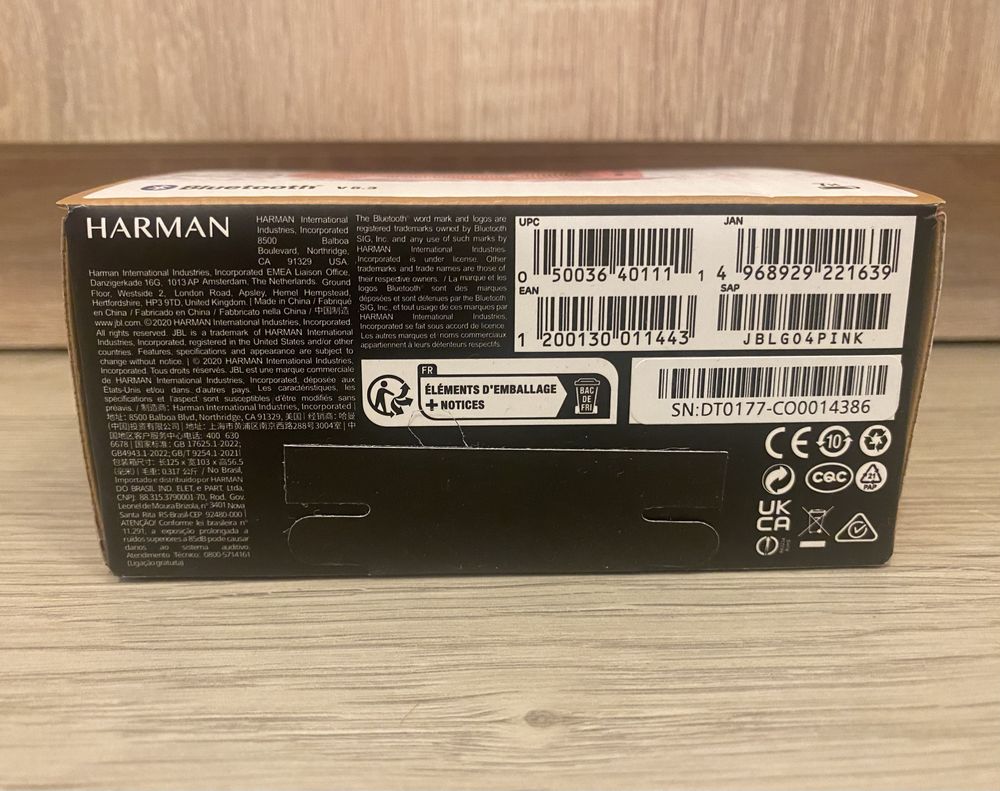 Bluetooth® V5.3
HARMAN
HARMAN International
Industries, Incorporated
8500 Balboa
Boulevard, Northridge,
CA 91329 USA
Harman International Industries, Incorporated EMEA Liaison Office,
Danzigerkade 16G, 1013 AP Amsterdam, The Netherlands. Ground
Floor, Westside 2, London Road, Apsley, Hemel Hempstead,
Hertfordshire, HP3 9TD, United Kingdom. | Made in China / Fabriqué
en China / Fabricado en China / Fabbricato nella China / 中国制造
www.jbl.com. © 2020 HARMAN International Industries, Incorporated.
All rights reserved. JBL is a trademark of HARMAN International
Industries, Incorporated, registered in the United States and/or other
countries. Features, specifications and appearance are subject to
change without notice. | © 2020 HARMAN International Industries,
Incorporated. Tous droits réservés. JBL est une marque commerciale
de HARMAN International Industries, Incorporated, déposée aux
États-Unis et/ou dans d'autres pays. Les caractéristiques, les
spécifications et l'aspect sont susceptibles d'être modifiés sans
préavis. / 制造商: Harman International Industries, Incorporated |
地址: 8500 Balboa Blvd, Northridge, CA 91329, 美国 | 经销商: 哈曼
(中国)投资有限公司 | 地址: 上海市黄浦区南京西路288号3004室 | 中
国地区客户服务中心电话: 400 630
6678 | 国家标准: GB 17625.1-2022;
GB4943.1-2022; GB/T 9254.1-2021|
包装箱尺寸: 长125 x 宽103 x 高56.5
(毫米) | 毛重: 0.317 公斤 / No Brasil,
Importado e distribuido por HARMAN
DO BRASIL IND. ELET. e PART. Ltda,
CNPJ. 88.315.3790001-70, Rod. Gov.
Leonel de Moura Brizola, n° 3401 Nova
Santa Rita RS-Brasil-CEP 92480-000 |
ATENÇÃO! Conforme lei brasileira n°
11.291, a exposição prolongada a
ruídos superiores a 85dB pode causar
danos ao sistema auditivo.
Atendimento Técnico: 0800-5714161
(Ligação gratuita)
The Bluetooth® word mark and logos are
registered trademarks owned by Bluetooth
SIG, Inc. and any use of such marks by
HARMAN International Industries,
Incorporated is under license. Other
trademarks and trade names are those of
their respective owners. / La marque et les
logos Bluetooth® sont des marques
déposées et sont détenues par the Bluetooth
SIG, Inc., et tout usage de ces marques par
HARMAN International Industries,
Incorporated se fait sous accord de licence.
Les autres marques et noms commerciaux
appartiennent à leurs détenteurs respectifs.
UPC
0 50036 40111 1
JAN
4 968929 221639
EAN
1 200130 011443
SAP
JBLGO4PINK
FR
ÉLÉMENTS D'EMBALLAGE
+ NOTICES
BAC
DE
TRI
SN:DT0177-CO0014386
CE
10
CQC
21
PAP
UK
CA